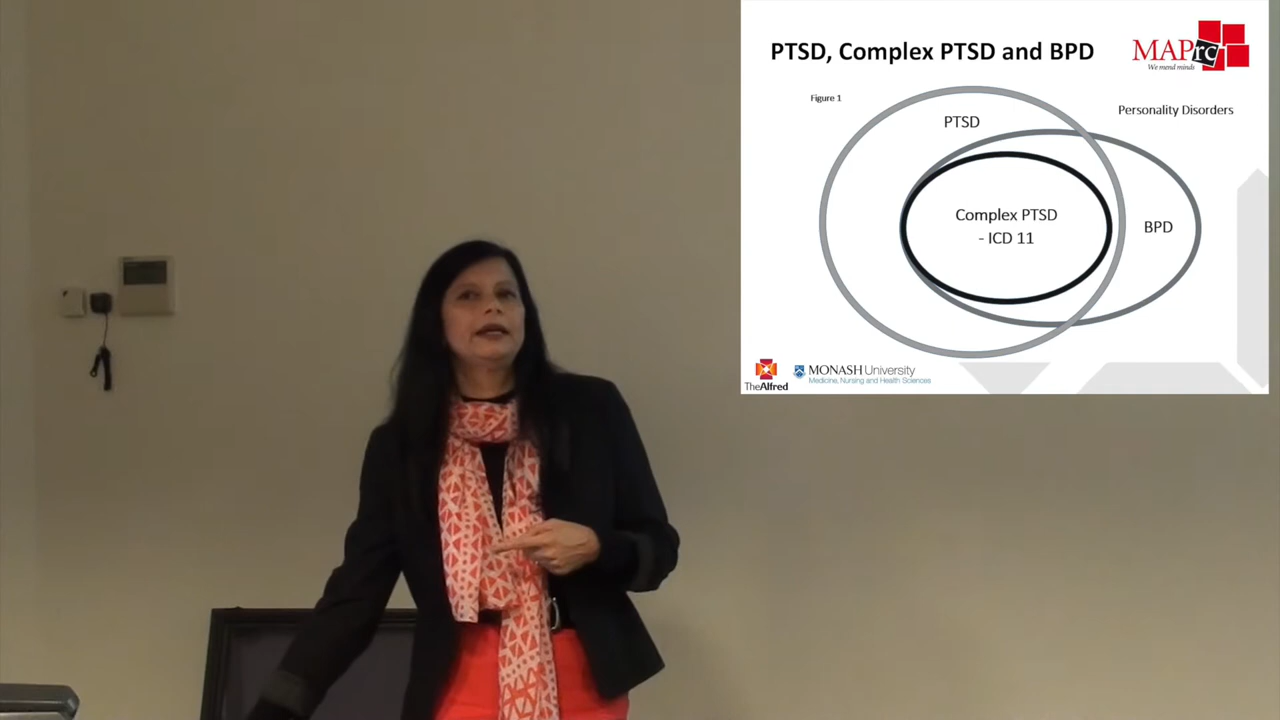 PTSD, Complex PTSD and BPD
MAPrc
We mend minds
Figure 1
Personality Disorders
PTSD
Complex PTSD
- ICD 11
BPD
TheAlfred
MONASH University
Medicine, Nursing and Health Sciences